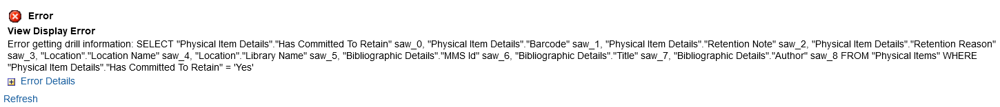 Error
View Display Error
Error getting drill information: SELECT "Physical Item Details"."Has Committed To Retain" saw_0, "Physical Item Details"."Barcode" saw_1, "Physical Item Details"."Retention Note" saw_2, "Physical Item Details"."Retention Reason"
saw_3, "Location"."Location Name" saw_4, "Location"."Library Name" saw_5, "Bibliographic Details"."MMS Id" saw_6, "Bibliographic Details"."Title" saw_7, "Bibliographic Details"."Author" saw_8 FROM "Physical Items" WHERE
"Physical Item Details"."Has Committed To Retain" = 'Yes'
Error Details
Refresh